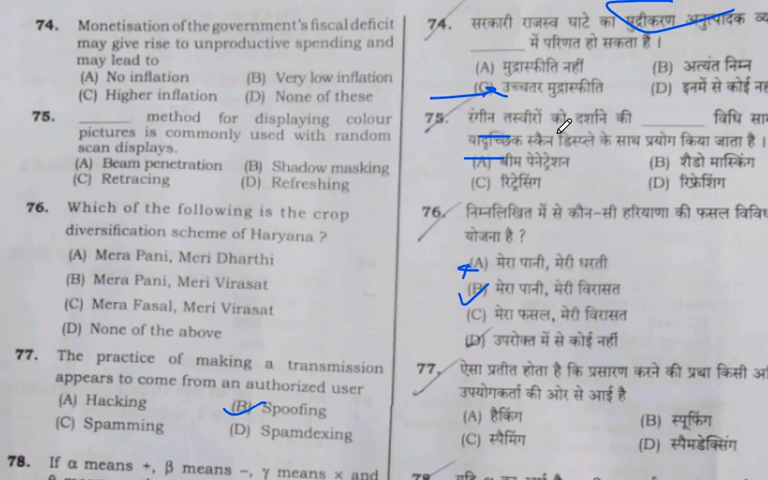 74. Monetisation of the government's fiscal deficit
may give rise to unproductive spending and
may lead to
(A) No inflation (B) Very low inflation
(C) Higher inflation (D) None of these
75. ______ method for displaying colour
pictures is commonly used with random
scan displays.
(A) Beam penetration (B) Shadow masking
(C) Retracing (D) Refreshing
76. Which of the following is the crop
diversification scheme of Haryana ?
(A) Mera Pani, Meri Dharthi
(B) Mera Pani, Meri Virasat
(C) Mera Fasal, Meri Virasat
(D) None of the above
77. The practice of making a transmission
appears to come from an authorized user
(A) Hacking (B) Spoofing
(C) Spamming (D) Spamdexing
78. If α means +, β means –, γ means × and
74. सरकारी राजस्व घाटे का मुद्रीकरण अनुत्पादक
______ में परिणत हो सकता है ।
(A) मुद्रास्फीति नहीं (B) अत्यंत निम्न
(C) उच्चतर मुद्रास्फीति (D) इनमें से कोई
75. रंगीन तस्वीरों को दर्शाने की ______ विधि
यादृच्छिक स्कैन डिस्प्ले के साथ प्रयोग किया जाता है ।
(A) बीम पेनेट्रेशन (B) शैडो मास्किंग
(C) रिट्रेसिंग (D) रिफ्रेशिंग
76. निम्नलिखित में से कौन-सी हरियाणा की फसल
योजना है ?
(A) मेरा पानी, मेरी धरती
(B) मेरा पानी, मेरी विरासत
(C) मेरा फसल, मेरी विरासत
(D) उपरोक्त में से कोई नहीं
77. ऐसा प्रतीत होता है कि प्रसारण करने की प्रथा किसी
उपयोगकर्ता की ओर से आई है
(A) हैकिंग (B) स्पूफिंग
(C) स्पैमिंग (D) स्पैमडेक्सिंग
78.